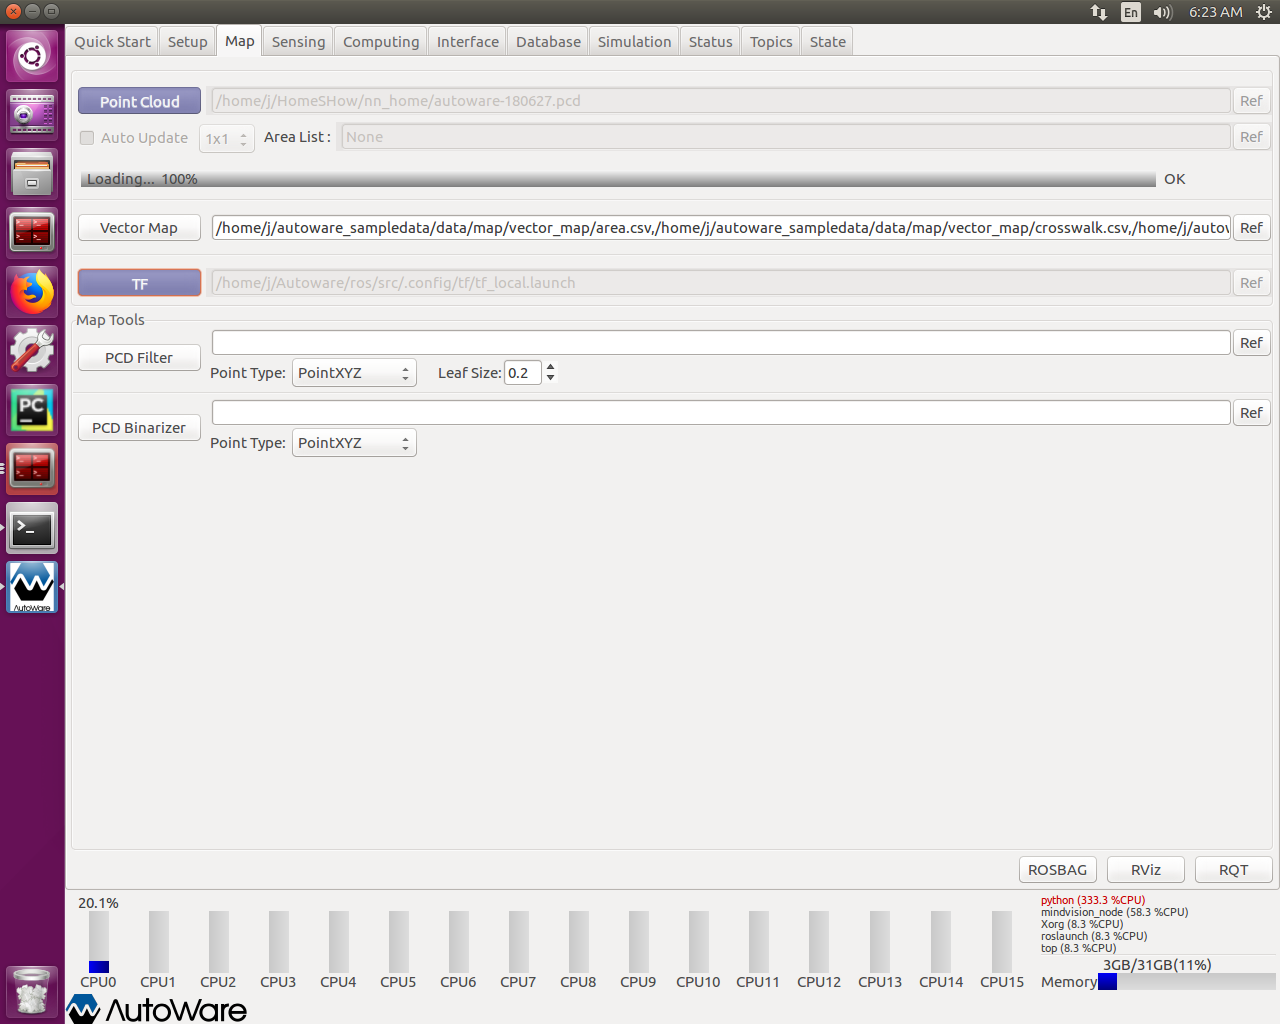 En 6:23 AM
Quick Start Setup Map Sensing Computing Interface Database Simulation Status Topics State
Point Cloud /home/j/HomeSHow/nn_home/autoware-180627.pcd Ref
Auto Update 1x1 Area List : None Ref
Loading... 100% OK
Vector Map /home/j/autoware_sampledata/data/map/vector_map/area.csv,/home/j/autoware_sampledata/data/map/vector_map/crosswalk.csv,/home/j/autov Ref
TF /home/j/Autoware/ros/src/.config/tf/tf_local.launch Ref
Map Tools
PCD Filter Ref
Point Type: PointXYZ Leaf Size: 0.2
PCD Binarizer Ref
Point Type: PointXYZ
ROSBAG RViz RQT
20.1%
CPU0 CPU1 CPU2 CPU3 CPU4 CPU5 CPU6 CPU7 CPU8 CPU9 CPU10 CPU11 CPU12 CPU13 CPU14 CPU15
python (333.3 %CPU)
mindvision_node (58.3 %CPU)
Xorg (8.3 %CPU)
roslaunch (8.3 %CPU)
top (8.3 %CPU)
3GB/31GB(11%)
Memory
AutoWare
PC
>_
AutoWare